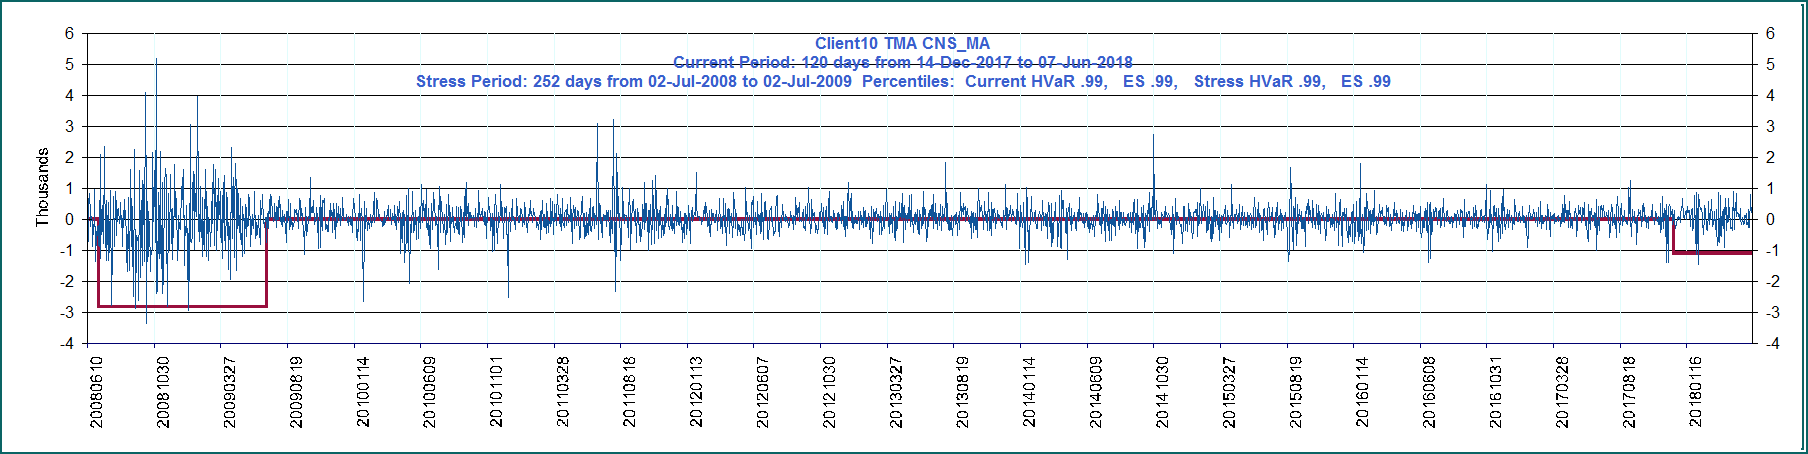 Client10 TMA CNS_MA
Current Period: 120 days from 14-Dec-2017 to 07-Jun-2018
Stress Period: 252 days from 02-Jul-2008 to 02-Jul-2009 Percentiles: Current HVaR .99, ES .99, Stress HVaR .99, ES .99
Thousands
6 6
5 5
4 4
3 3
2 2
1 1
0 0
-1 -1
-2 -2
-3 -3
-4 -4
20080610 20081030 20090327 20090819 20100114 20100609 20101101 20110328 20110818 20120113 20120607 20121030 20130327 20130819 20140114 20140609 20141030 20150327 20150819 20160114 20160608 20161031 20170328 20170818 20180116